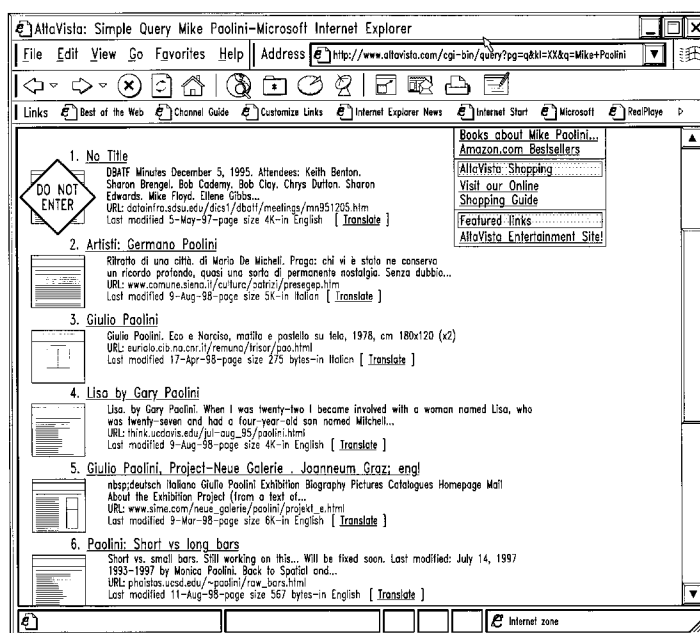 AltaVista: Simple Query Mike Paolini-Microsoft Internet Explorer
File Edit View Go Favorites Help Address http://www.altavista.com/cgi-bin/query?pg=q&kl=XX&q=Mike+Paolini
Links Best of the Web Channel Guide Customize Links Internet Explorer News Internet Start Microsoft RealPlaye
Books about Mike Paolini...
Amazon.com Bestsellers
AltaVista Shopping
Visit our Online
Shopping Guide
Featured links
AltaVista Entertainment Site!
1. No Title
DO NOT
ENTER
DBATF Minutes December 5, 1995. Attendees: Keith Benton.
Sharon Brengel. Bob Cademy. Bob Clay. Chrys Dutton. Sharon
Edwards. Mike Floyd. Ellene Gibbs...
URL: datainfra.sdsu.edu/dics1/dbatf/meetings/mn951205.htm
Last modified 5-May-97-page size 4K-in English [ Translate ]
2. Artisti: Germano Paolini
Ritratto di una città. di Mario De Micheli. Praga: chi vi è stato ne conserva
un ricordo profondo, quasi una sorta di permanente nostalgia. Senza dubbio...
URL: www.comune.siena.it/cultura/patrizi/presegep.htm
Last modified 9-Aug-98-page size 5K-in Italian [ Translate ]
3. Giulio Paolini
Giulio Paolini. Eco e Narciso, matita e pastello su tela, 1978, cm 180x120 (x2)
URL: eurialo.cib.na.cnr.it/remuna/trisor/pao.html
Last modified 17-Apr-98-page size 275 bytes-in Italian [ Translate ]
4. Lisa by Gary Paolini
Lisa. by Gary Paolini. When I was twenty-two I became involved with a woman named Lisa, who
was twenty-seven and had a four-year-old son named Mitchell...
URL: think.ucdavis.edu/jul-aug_95/paolini.html
Last modified 9-Aug-98-page size 4K-in English [ Translate ]
5. Giulio Paolini, Project-Neue Galerie . Joanneum Graz; engl
nbsp;deutsch Italiano Giulio Paolini Exhibition Biography Pictures Catalogues Homepage Mail
About the Exhibition Project (from a text of...
URL: www.sime.com/neue_galerie/paolini/projekt_e.html
Last modified 9-Mar-98-page size 6K-in English [ Translate ]
6. Paolini: Short vs long bars
Short vs. small bars. Still working on this... Will be fixed soon. Last modified: July 14, 1997
1993-1997 by Monica Paolini. Back to Spatial and...
URL: phaistos.ucsd.edu/~paolini/raw_bars.html
Last modified 11-Aug-98-page size 567 bytes-in English [ Translate ]
Internet zone